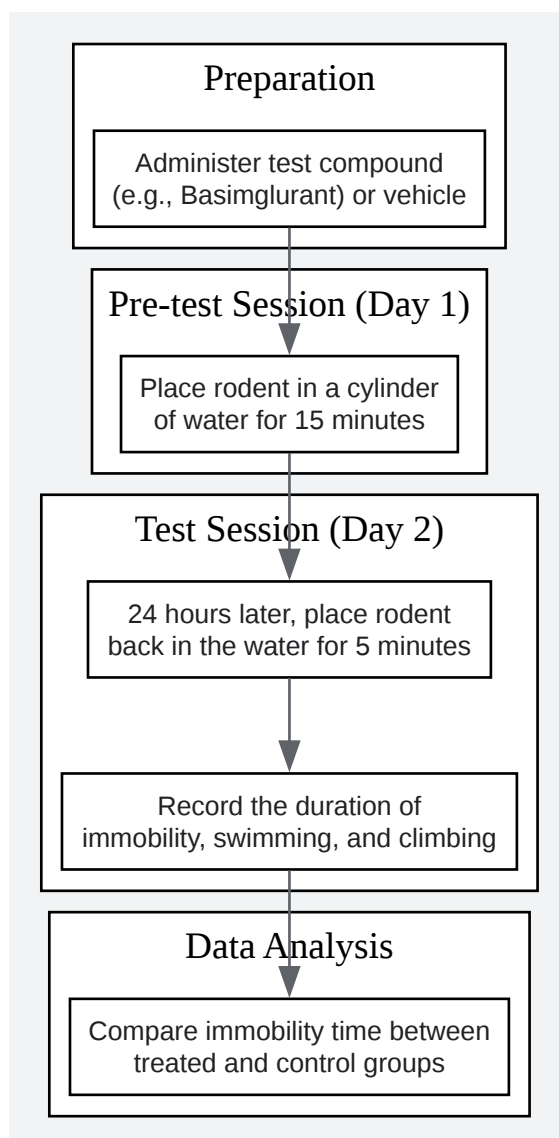 Preparation
Administer test compound
(e.g., Basimglurant) or vehicle
Pre-test Session (Day 1)
Place rodent in a cylinder
of water for 15 minutes
Test Session (Day 2)
24 hours later, place rodent
back in the water for 5 minutes
Record the duration of
immobility, swimming, and climbing
Data Analysis
Compare immobility time between
treated and control groups